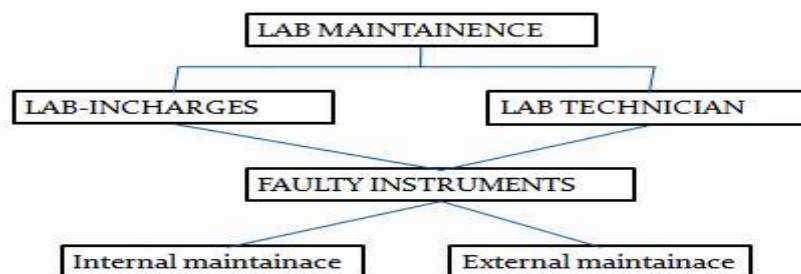 LAB MAINTAINENCE
LAB-INCHARGES
LAB TECHNICIAN
FAULTY INSTRUMENTS
Internal maintainace
External maintainace